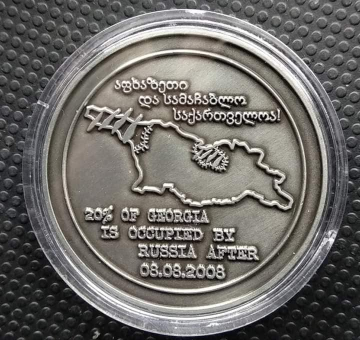 აფხაზეთი
და სამაჩაბლო
საქართველოა!
20% OF GEORGIA
IS OCCUPIED BY
RUSSIA AFTER
08.08.2008